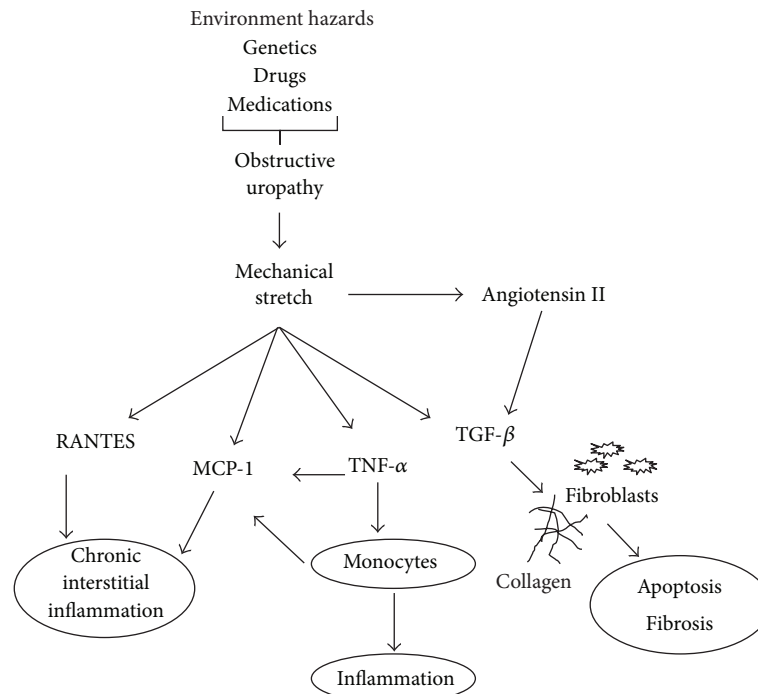 Environment hazards
Genetics
Drugs
Medications
Obstructive
uropathy
Mechanical
stretch
Angiotensin II
RANTES
MCP-1
TNF-α
TGF-β
Fibroblasts
Collagen
Chronic
interstitial
inflammation
Monocytes
Apoptosis
Fibrosis
Inflammation